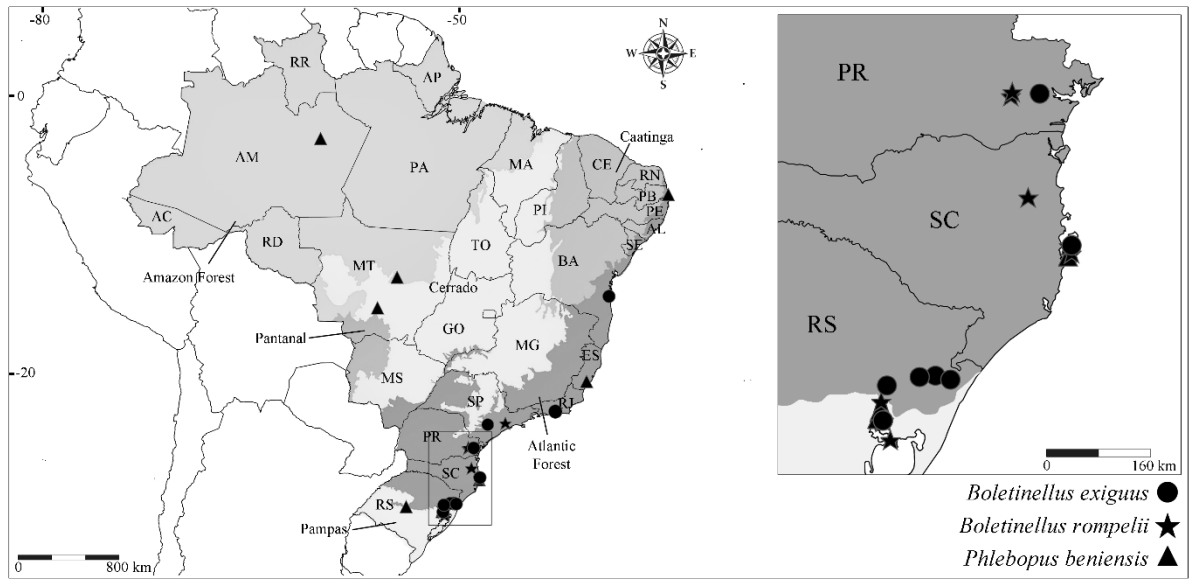 -80
-50
N
W E
S
0
-20
RR
AP
AM
PA
MA
CE
Caatinga
RN
PB
PE
AL
SE
PI
AC
RD
TO
BA
MT
Amazon Forest
Cerrado
Pantanal
GO
MG
ES
MS
SP
RJ
PR
Atlantic
Forest
SC
RS
Pampas
0 800 km
PR
SC
RS
0 160 km
Boletinellus exiguus
Boletinellus rompelii
Phlebopus beniensis